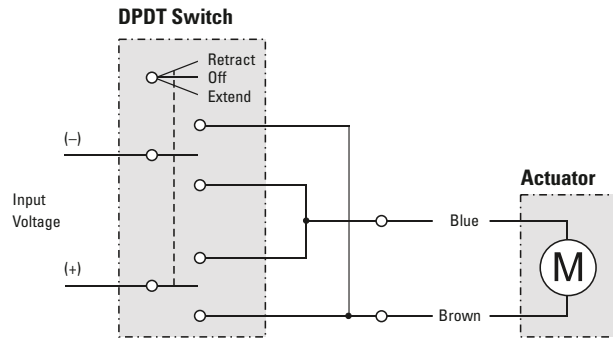 DPDT Switch
Retract
Off
Extend
(–)
Input
Voltage
(+)
Actuator
Blue
M
Brown